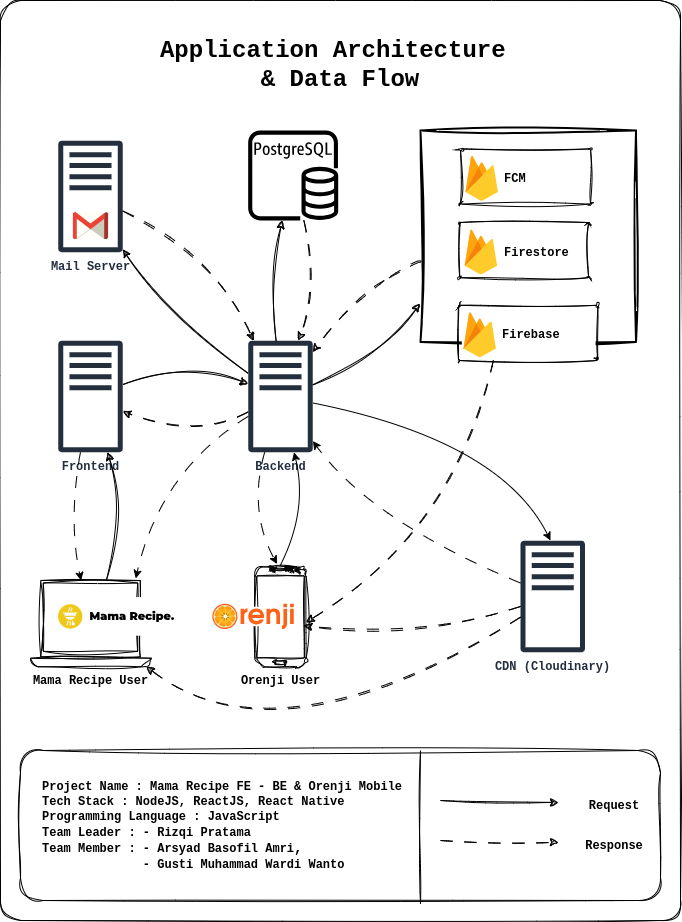 Application Architecture
& Data Flow
PostgreSQL
FCM
Mail Server
Firestore
Firebase
Frontend
Backend
Mama Recipe.
orenji
CDN (Cloudinary)
Mama Recipe User
Orenji User
Project Name : Mama Recipe FE - BE & Orenji Mobile
Tech Stack : NodeJS, ReactJS, React Native
Programming Language : JavaScript
Team Leader : - Rizqi Pratama
Team Member : - Arsyad Basofil Amri,
- Gusti Muhammad Wardi Wanto
Request
Response